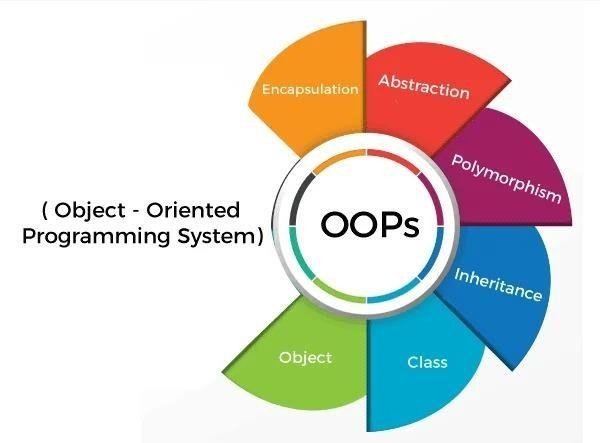 Encapsulation
Abstraction
Polymorphism
Inheritance
Class
Object
( Object - Oriented
Programming System)
OOPs